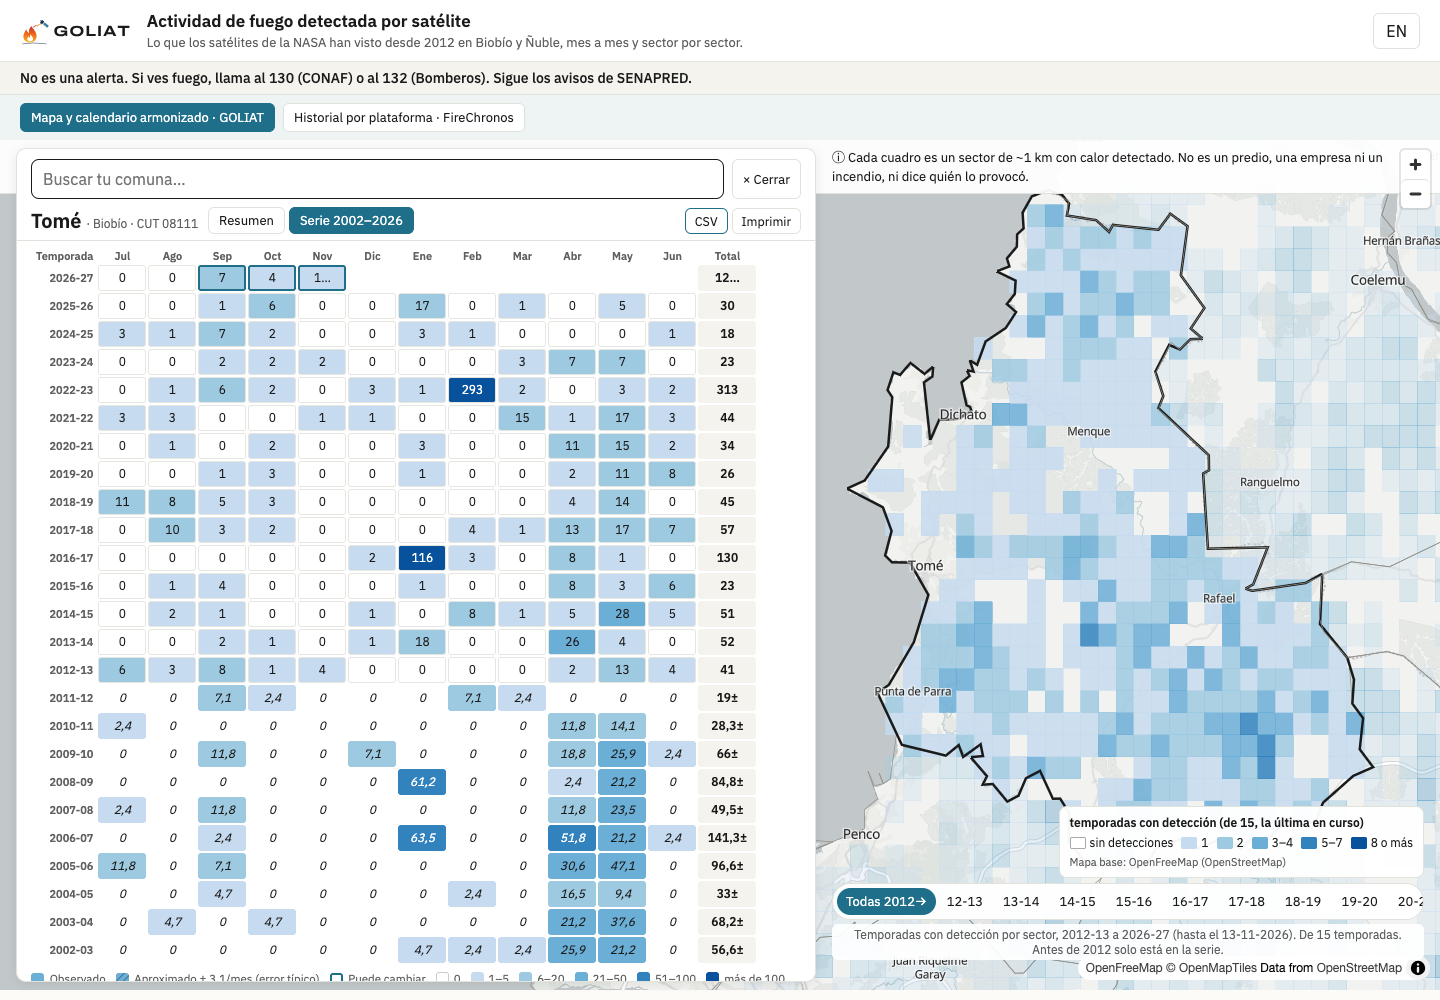 GOLIAT
Actividad de fuego detectada por satélite
Lo que los satélites de la NASA han visto desde 2012 en Biobío y Ñuble, mes a mes y sector por sector.
EN
No es una alerta. Si ves fuego, llama al 130 (CONAF) o al 132 (Bomberos). Sigue los avisos de SENAPRED.
Mapa y calendario armonizado · GOLIAT
Historial por plataforma · FireChronos
Buscar tu comuna...
× Cerrar
Tomé · Biobío · CUT 08111
Resumen
Serie 2002–2026
CSV
Imprimir
Temporada Jul Ago Sep Oct Nov Dic Ene Feb Mar Abr May Jun Total
2026-27 0 0 7 4 1... 12...
2025-26 0 0 1 6 0 0 17 0 1 0 5 0 30
2024-25 3 1 7 2 0 0 3 1 0 0 0 1 18
2023-24 0 0 2 2 2 0 0 0 3 7 7 0 23
2022-23 0 1 6 2 0 3 1 293 2 0 3 2 313
2021-22 3 3 0 0 1 1 0 0 15 1 17 3 44
2020-21 0 1 0 2 0 0 3 0 0 11 15 2 34
2019-20 0 0 1 3 0 0 1 0 0 2 11 8 26
2018-19 11 8 5 3 0 0 0 0 0 4 14 0 45
2017-18 0 10 3 2 0 0 0 4 1 13 17 7 57
2016-17 0 0 0 0 0 2 116 3 0 8 1 0 130
2015-16 0 1 4 0 0 0 1 0 0 8 3 6 23
2014-15 0 2 1 0 0 1 0 8 1 5 28 5 51
2013-14 0 0 2 1 0 1 18 0 0 26 4 0 52
2012-13 6 3 8 1 4 0 0 0 0 2 13 4 41
2011-12 0 0 7,1 2,4 0 0 0 7,1 2,4 0 0 0 19±
2010-11 2,4 0 0 0 0 0 0 0 0 11,8 14,1 0 28,3±
2009-10 0 0 11,8 0 0 7,1 0 0 0 18,8 25,9 2,4 66±
2008-09 0 0 0 0 0 0 61,2 0 0 2,4 21,2 0 84,8±
2007-08 2,4 0 11,8 0 0 0 0 0 0 11,8 23,5 0 49,5±
2006-07 0 0 2,4 0 0 0 63,5 0 0 51,8 21,2 2,4 141,3±
2005-06 11,8 0 7,1 0 0 0 0 0 0 30,6 47,1 0 96,6±
2004-05 0 0 4,7 0 0 0 0 2,4 0 16,5 9,4 0 33±
2003-04 0 4,7 0 4,7 0 0 0 0 0 21,2 37,6 0 68,2±
2002-03 0 0 0 0 0 0 4,7 2,4 2,4 25,9 21,2 0 56,6±
Observado Aproximado ± 3,1/mes (error típico) Puede cambiar 0 1–5 6–20 21–50 51–100 más de 100
ⓘ Cada cuadro es un sector de ~1 km con calor detectado. No es un predio, una empresa ni un
incendio, ni dice quién lo provocó.
+
−
Hernán Brañas
Coelemu
Dichato
Menque
Ranguelmo
Tomé
Rafael
Punta de Parra
Penco
temporadas con detección (de 15, la última en curso)
sin detecciones 1 2 3–4 5–7 8 o más
Mapa base: OpenFreeMap (OpenStreetMap)
Todas 2012→ 12-13 13-14 14-15 15-16 16-17 17-18 18-19 19-20 20-2
Temporadas con detección por sector, 2012-13 a 2026-27 (hasta el 13-11-2026). De 15 temporadas.
Antes de 2012 solo está en la serie.
Juan Riquelme
Garay
OpenFreeMap © OpenMapTiles Data from OpenStreetMap